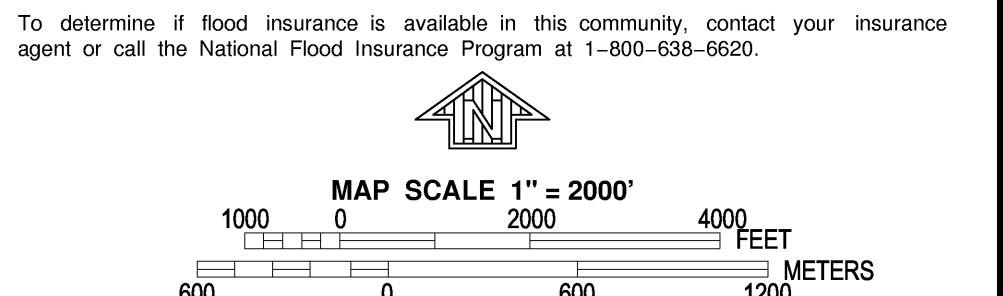 To determine if flood insurance is available in this community, contact your insurance
agent or call the National Flood Insurance Program at 1–800–638–6620.
N
MAP SCALE 1" = 2000'
1000 0 2000 4000
FEET
METERS
600 0 600 1200